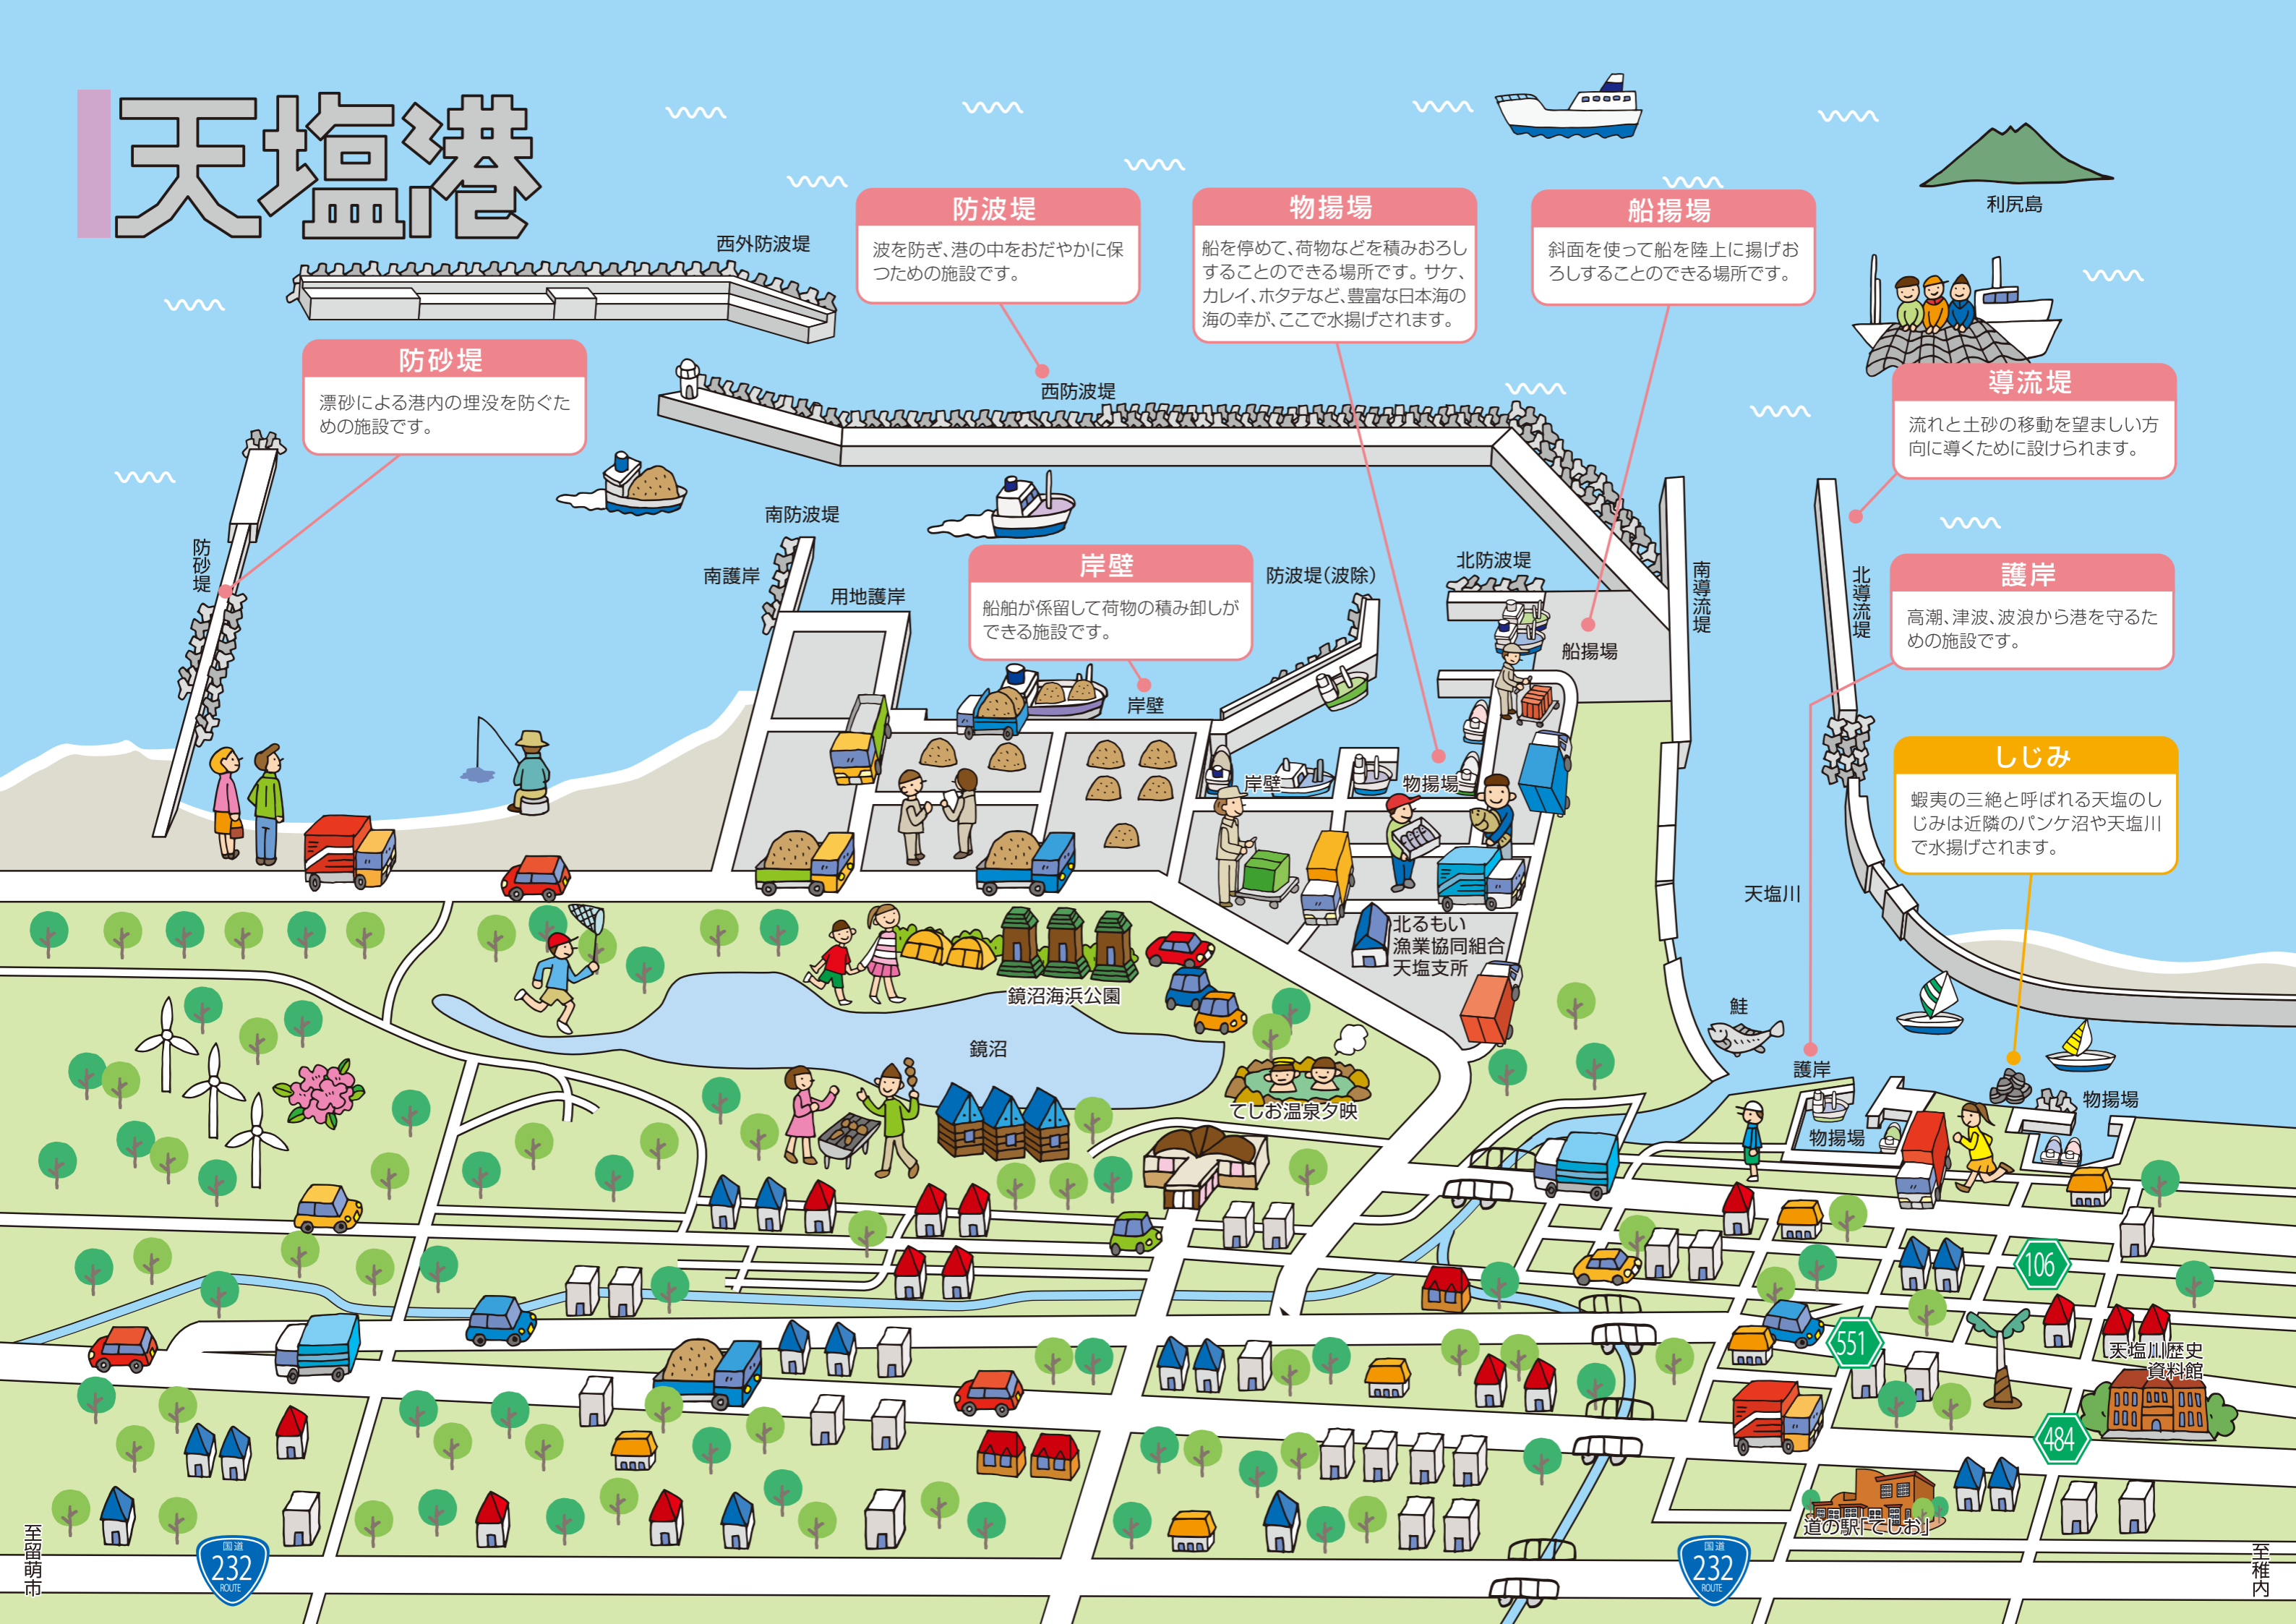 天塩港
利尻島
西外防波堤
防波堤
波を防ぎ、港の中をおだやかに保
つための施設です。
物揚場
船を停めて、荷物などを積みおろし
することのできる場所です。サケ、
カレイ、ホタテなど、豊富な日本海の
海の幸が、ここで水揚げされます。
船揚場
斜面を使って船を陸上に揚げお
ろしすることのできる場所です。
防砂堤
漂砂による港内の埋没を防ぐた
めの施設です。
西防波堤
導流堤
流れと土砂の移動を望ましい方
向に導くために設けられます。
防砂堤
南防波堤
南護岸
用地護岸
岸壁
船舶が係留して荷物の積み卸しが
できる施設です。
防波堤(波除)
北防波堤
船揚場
南導流堤
北導流堤
護岸
高潮、津波、波浪から港を守るた
めの施設です。
岸壁
岸壁
物揚場
しじみ
蝦夷の三絶と呼ばれる天塩のし
じみは近隣のパンケ沼や天塩川
で水揚げされます。
天塩川
北るもい
漁業協同組合
天塩支所
鏡沼海浜公園
鏡沼
てしお温泉夕映
鮭
護岸
物揚場
物揚場
106
551
天塩川歴史
資料館
484
道の駅「てしお」
至留萌市
国道
232
ROUTE
国道
232
ROUTE
至稚内